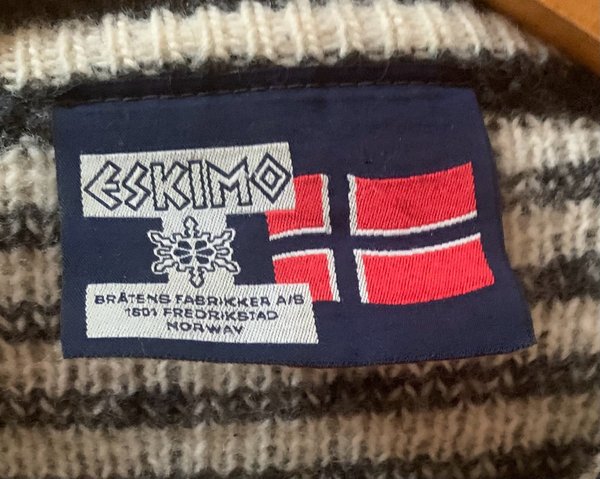 ESKIMO
BRÅTENS FABRIKKER A/S
1601 FREDRIKSTAD
NORWAY